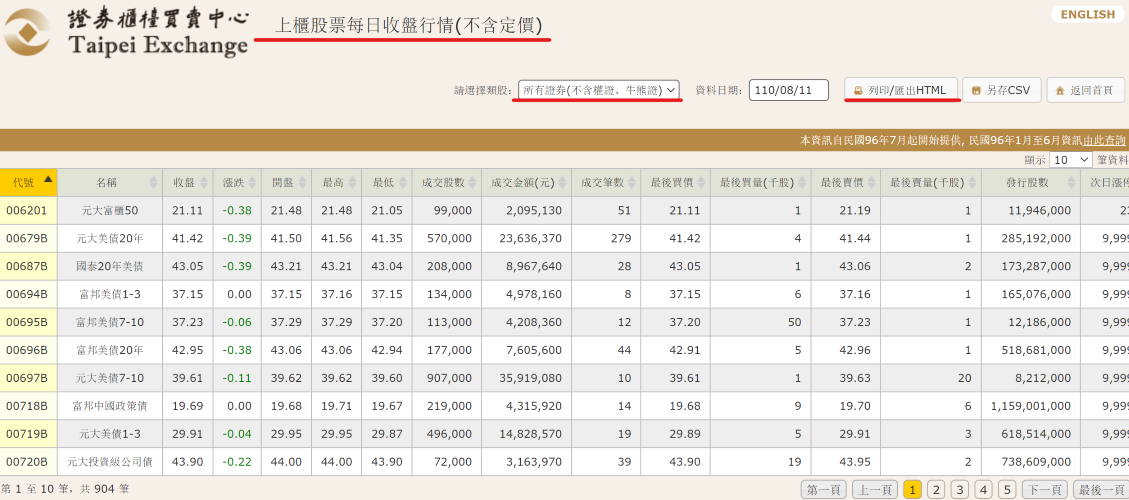 證券櫃檯買賣中心
Taipei Exchange
上櫃股票每日收盤行情(不含定價)
ENGLISH
請選擇類股: 所有證券(不含權證、牛熊證) 資料日期: 110/08/11 列印/匯出HTML 另存CSV 返回首頁
本資訊自民國96年7月起開始提供, 民國96年1月至6月資訊由此查詢
顯示 10 筆資料
代號 名稱 收盤 漲跌 開盤 最高 最低 成交股數 成交金額(元) 成交筆數 最後買價 最後買量(千股) 最後賣價 最後賣量(千股) 發行股數 次日漲停
006201 元大富櫃50 21.11 -0.38 21.48 21.48 21.05 99,000 2,095,130 51 21.11 1 21.19 1 11,946,000 23
00679B 元大美債20年 41.42 -0.39 41.50 41.56 41.35 570,000 23,636,370 279 41.42 4 41.44 1 285,192,000 9,999
00687B 國泰20年美債 43.05 -0.39 43.21 43.21 43.04 208,000 8,967,640 28 43.05 1 43.06 2 173,287,000 9,999
00694B 富邦美債1-3 37.15 0.00 37.15 37.16 37.15 134,000 4,978,160 8 37.15 6 37.16 1 165,076,000 9,999
00695B 富邦美債7-10 37.23 -0.06 37.29 37.29 37.20 113,000 4,208,360 12 37.20 50 37.23 1 12,186,000 9,999
00696B 富邦美債20年 42.95 -0.38 43.06 43.06 42.94 177,000 7,605,600 44 42.91 5 42.96 1 518,681,000 9,999
00697B 元大美債7-10 39.61 -0.11 39.62 39.62 39.60 907,000 35,919,080 10 39.61 1 39.63 20 8,212,000 9,999
00718B 富邦中國政策債 19.69 0.00 19.68 19.71 19.67 219,000 4,315,920 14 19.68 9 19.70 6 1,159,001,000 9,999
00719B 元大美債1-3 29.91 -0.04 29.95 29.95 29.87 496,000 14,828,570 19 29.89 5 29.91 3 618,514,000 9,999
00720B 元大投資級公司債 43.90 -0.22 44.00 44.00 43.90 72,000 3,163,970 39 43.90 19 43.95 2 738,609,000 9,999
第 1 至 10 筆，共 904 筆 第一頁 上一頁 1 2 3 4 5 下一頁 最後一頁